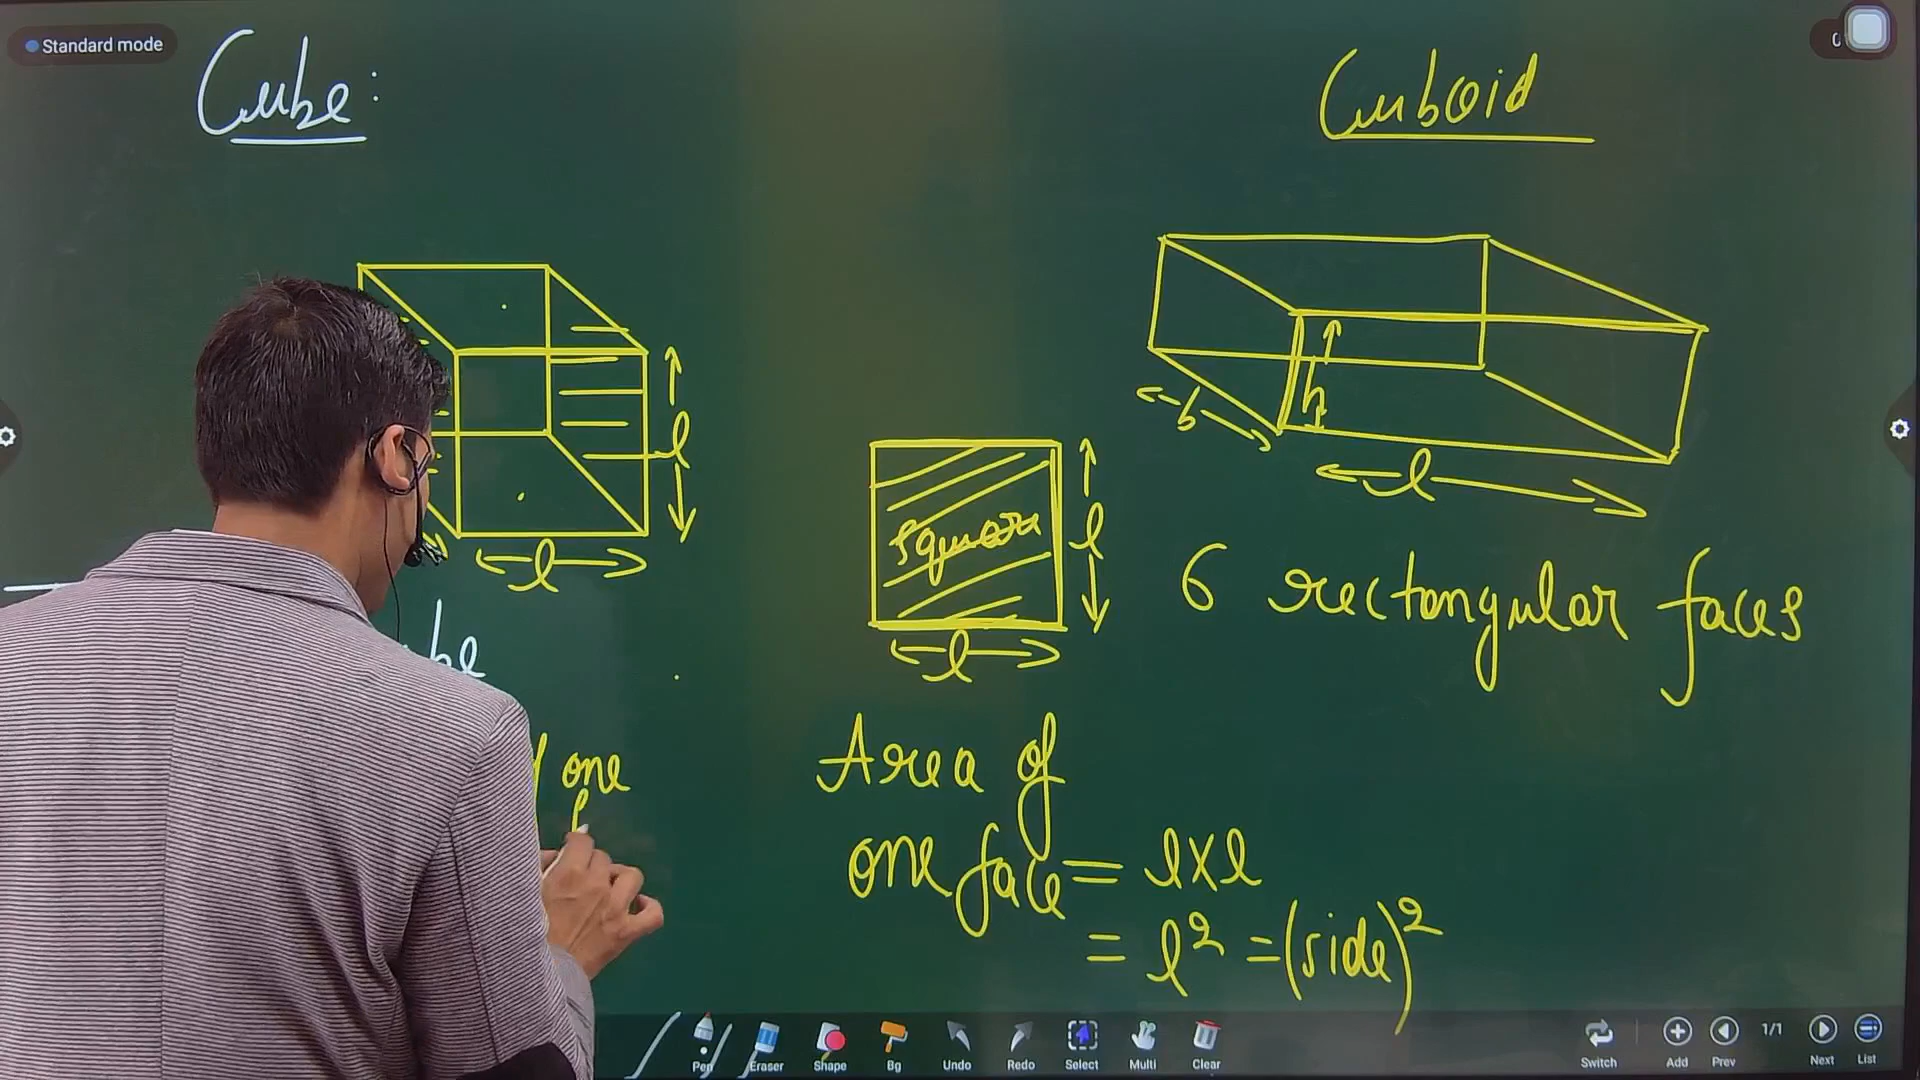 Standard mode
Cube:
Cuboid
l
l
b
h
l
square
l
l
6 rectangular faces
be
one
Area of
one face = l×l
= l² = (side)²
Pen
Eraser
Shape
Bg
Undo
Redo
Select
Multi
Clear
Switch
Add
Prev
1/1
Next
List